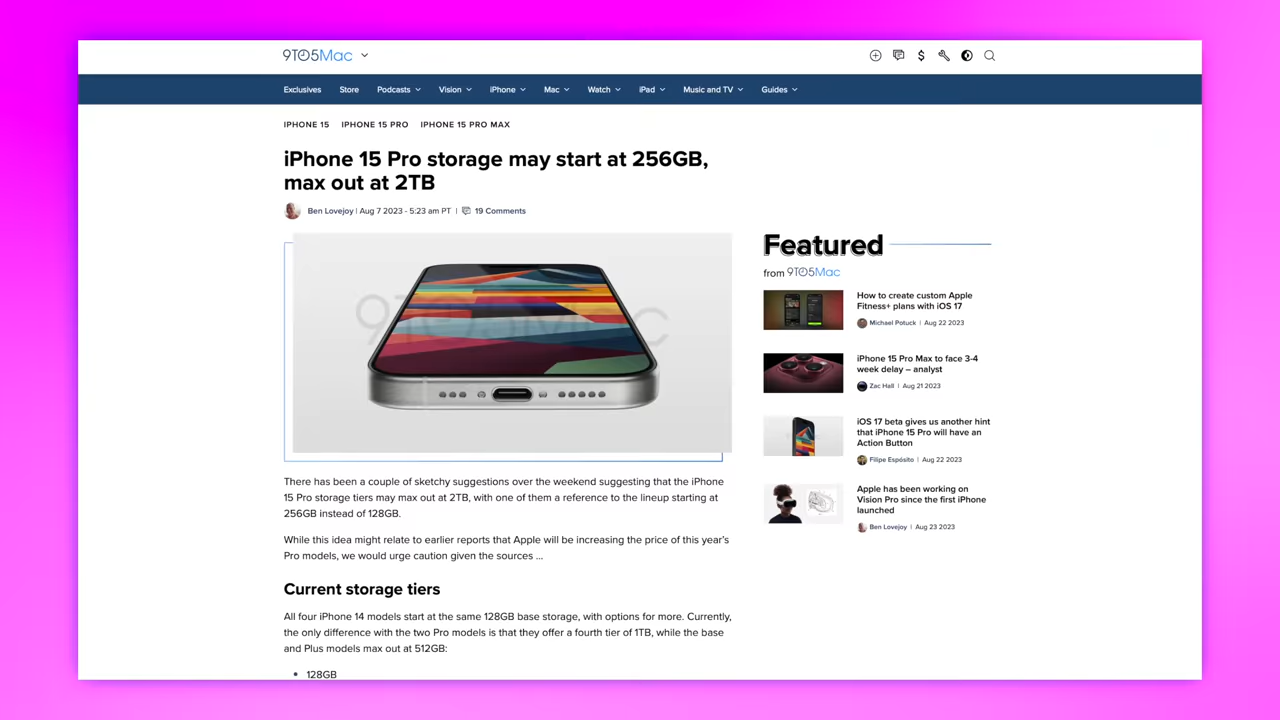 9TO5Mac
Exclusives Store Podcasts Vision iPhone Mac Watch iPad Music and TV Guides
IPHONE 15 IPHONE 15 PRO IPHONE 15 PRO MAX
iPhone 15 Pro storage may start at 256GB,
max out at 2TB
Ben Lovejoy | Aug 7 2023 - 5:23 am PT | 19 Comments
9TO5Mac
There has been a couple of sketchy suggestions over the weekend suggesting that the iPhone
15 Pro storage tiers may max out at 2TB, with one of them a reference to the lineup starting at
256GB instead of 128GB.
While this idea might relate to earlier reports that Apple will be increasing the price of this year's
Pro models, we would urge caution given the sources ...
Current storage tiers
All four iPhone 14 models start at the same 128GB base storage, with options for more. Currently,
the only difference with the two Pro models is that they offer a fourth tier of 1TB, while the base
and Plus models max out at 512GB:
• 128GB
Featured
from 9TO5Mac
How to create custom Apple
Fitness+ plans with iOS 17
Michael Potuck | Aug 22 2023
iPhone 15 Pro Max to face 3-4
week delay – analyst
Zac Hall | Aug 21 2023
iOS 17 beta gives us another hint
that iPhone 15 Pro will have an
Action Button
Filipe Espósito | Aug 22 2023
Apple has been working on
Vision Pro since the first iPhone
launched
Ben Lovejoy | Aug 23 2023